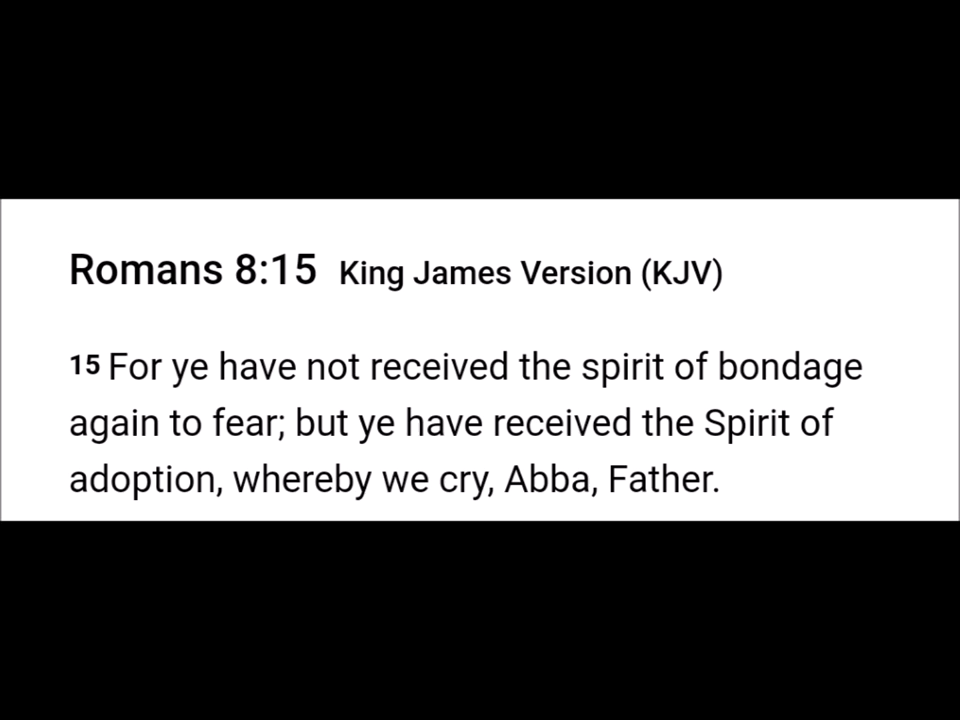 Romans 8:15 King James Version (KJV)
15 For ye have not received the spirit of bondage
again to fear; but ye have received the Spirit of
adoption, whereby we cry, Abba, Father.